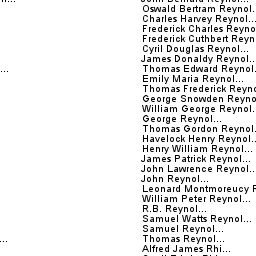 Oswald Bertram Reynol...
Charles Harvey Reynol...
Frederick Charles Reyno
Frederick Cuthbert Reyn
Cyril Douglas Reynol...
James Donaldy Reynol...
...
Thomas Edward Reynol...
Emily Maria Reynol...
Thomas Frederick Reyno
George Snowden Reyno
William George Reynol...
George Reynol...
Thomas Gordon Reynol...
Havelock Henry Reynol...
Henry William Reynol...
James Patrick Reynol...
John Lawrence Reynol...
John Reynol...
Leonard Montmoreucy
William Peter Reynol...
R.B. Reynol...
Samuel Watts Reynol...
Samuel Reynol...
...
Thomas Reynol...
Alfred James Rhi...